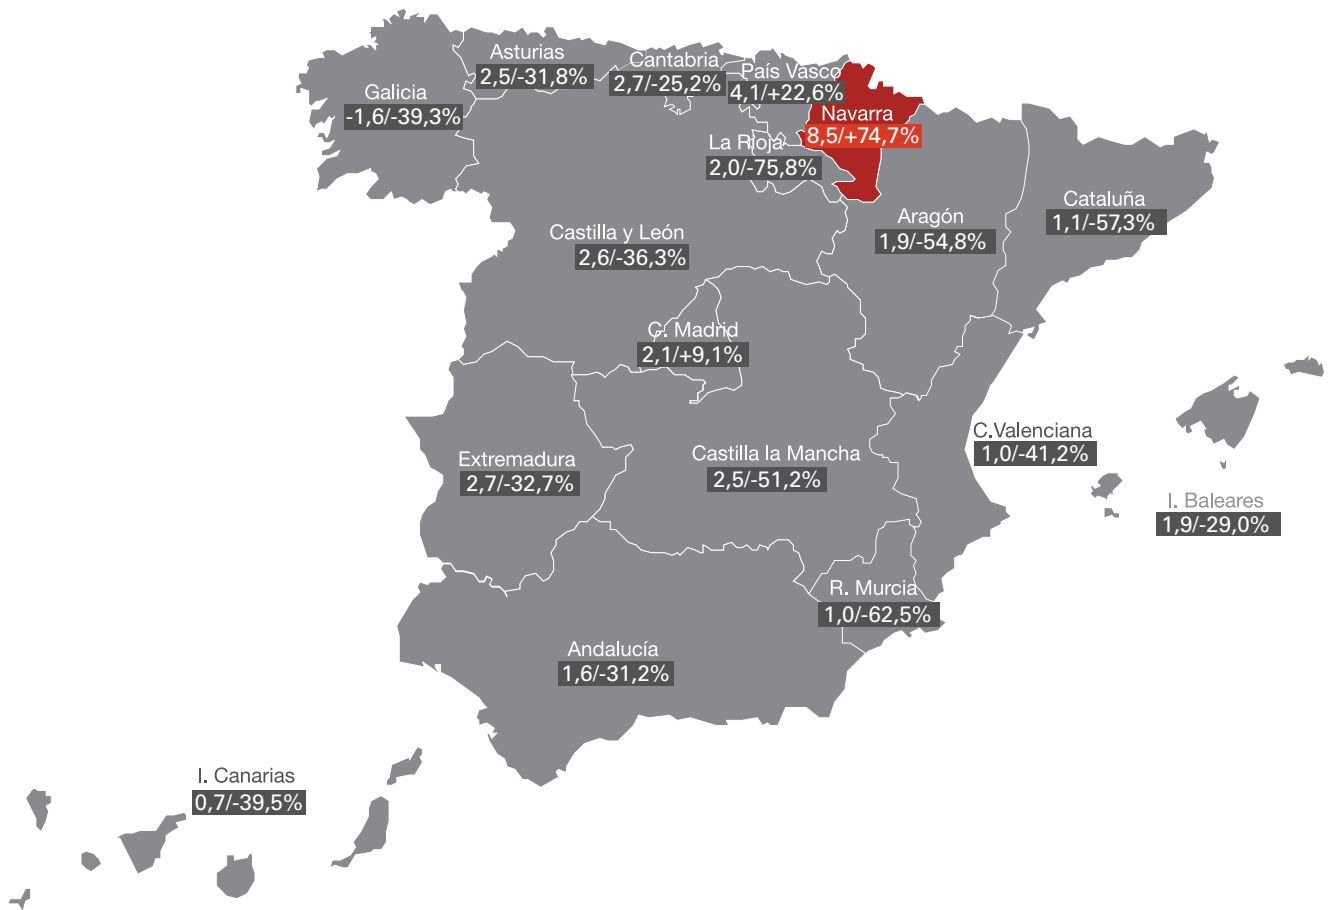 Asturias
2,5/-31,8%
Cantabria
2,7/-25,2%
País Vasco
4,1/+22,6%
Galicia
-1,6/-39,3%
Navarra
8,5/+74,7%
La Rioja
2,0/-75,8%
Cataluña
1,1/-57,3%
Aragón
1,9/-54,8%
Castilla y León
2,6/-36,3%
C. Madrid
2,1/+9,1%
C.Valenciana
1,0/-41,2%
Extremadura
2,7/-32,7%
Castilla la Mancha
2,5/-51,2%
I. Baleares
1,9/-29,0%
R. Murcia
1,0/-62,5%
Andalucía
1,6/-31,2%
I. Canarias
0,7/-39,5%